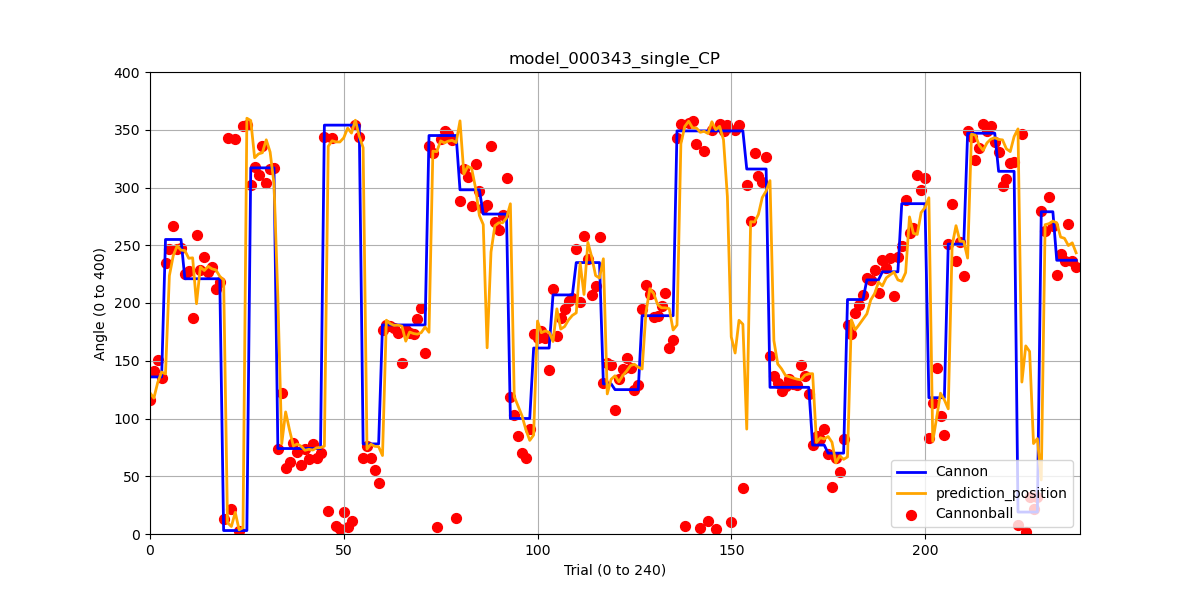 model_000343_single_CP
400
350
300
250
200
150
100
50
0
Angle (0 to 400)
0 50 100 150 200
Trial (0 to 240)
Cannon
prediction_position
Cannonball